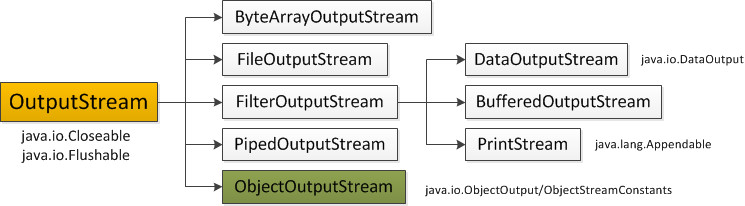 ByteArrayOutputStream
FileOutputStream
DataOutputStream
java.io.DataOutput
OutputStream
FilterOutputStream
BufferedOutputStream
java.io.Closeable
java.io.Flushable
PipedOutputStream
PrintStream
java.lang.Appendable
ObjectOutputStream
java.io.ObjectOutput/ObjectStreamConstants